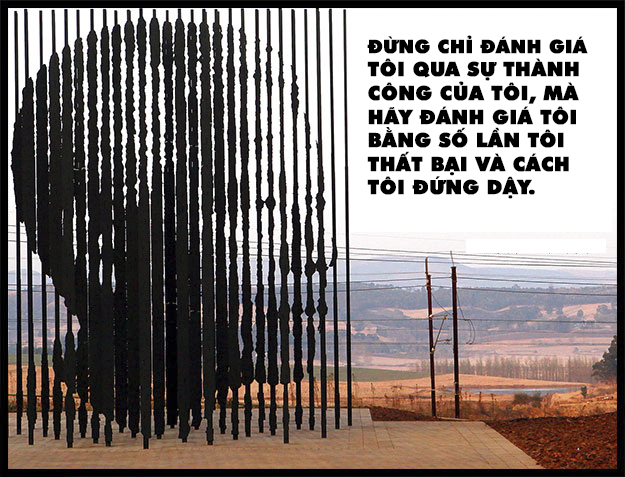 ĐỪNG CHỈ ĐÁNH GIÁ
TÔI QUA SỰ THÀNH
CÔNG CỦA TÔI, MÀ
HÃY ĐÁNH GIÁ TÔI
BẰNG SỐ LẦN TÔI
THẤT BẠI VÀ CÁCH
TÔI ĐỨNG DẬY.